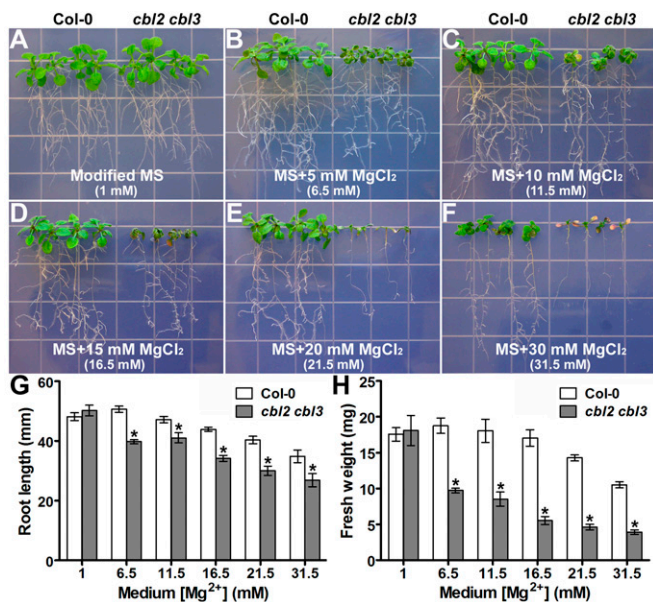 Col-0 cbl2 cbl3 Col-0 cbl2 cbl3 Col-0 cbl2 cbl3
A
Modified MS
(1 mM)
B
MS+5 mM MgCl₂
(6.5 mM)
C
MS+10 mM MgCl₂
(11.5 mM)
D
MS+15 mM MgCl₂
(16.5 mM)
E
MS+20 mM MgCl₂
(21.5 mM)
F
MS+30 mM MgCl₂
(31.5 mM)
G
Root length (mm)
60
40
20
0
Col-0
cbl2 cbl3
* * * * *
1 6.5 11.5 16.5 21.5 31.5
Medium [Mg²⁺] (mM)
H
Fresh weight (mg)
25
20
15
10
5
0
Col-0
cbl2 cbl3
* * * * *
1 6.5 11.5 16.5 21.5 31.5
Medium [Mg²⁺] (mM)